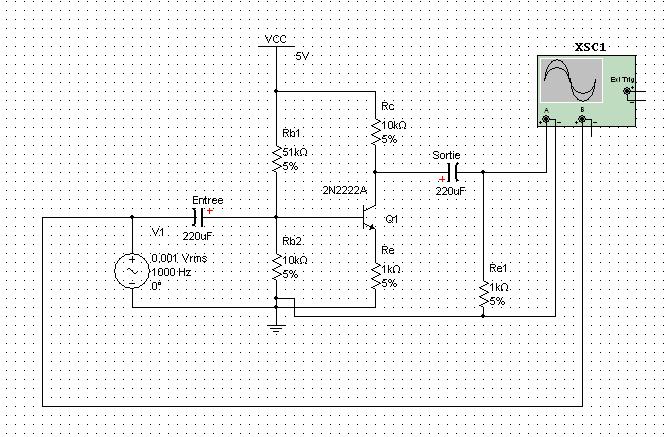 XSC1
Ext Trig
+
-
A
B
+ -
+ -
VCC
5V
Rc
10kΩ
5%
Rb1
51kΩ
5%
Sortie
+
220uF
2N2222A
Q1
Entree
+
220uF
V1
0,001 Vrms
1000 Hz
0°
Rb2
10kΩ
5%
Re
1kΩ
5%
Re1
1kΩ
5%